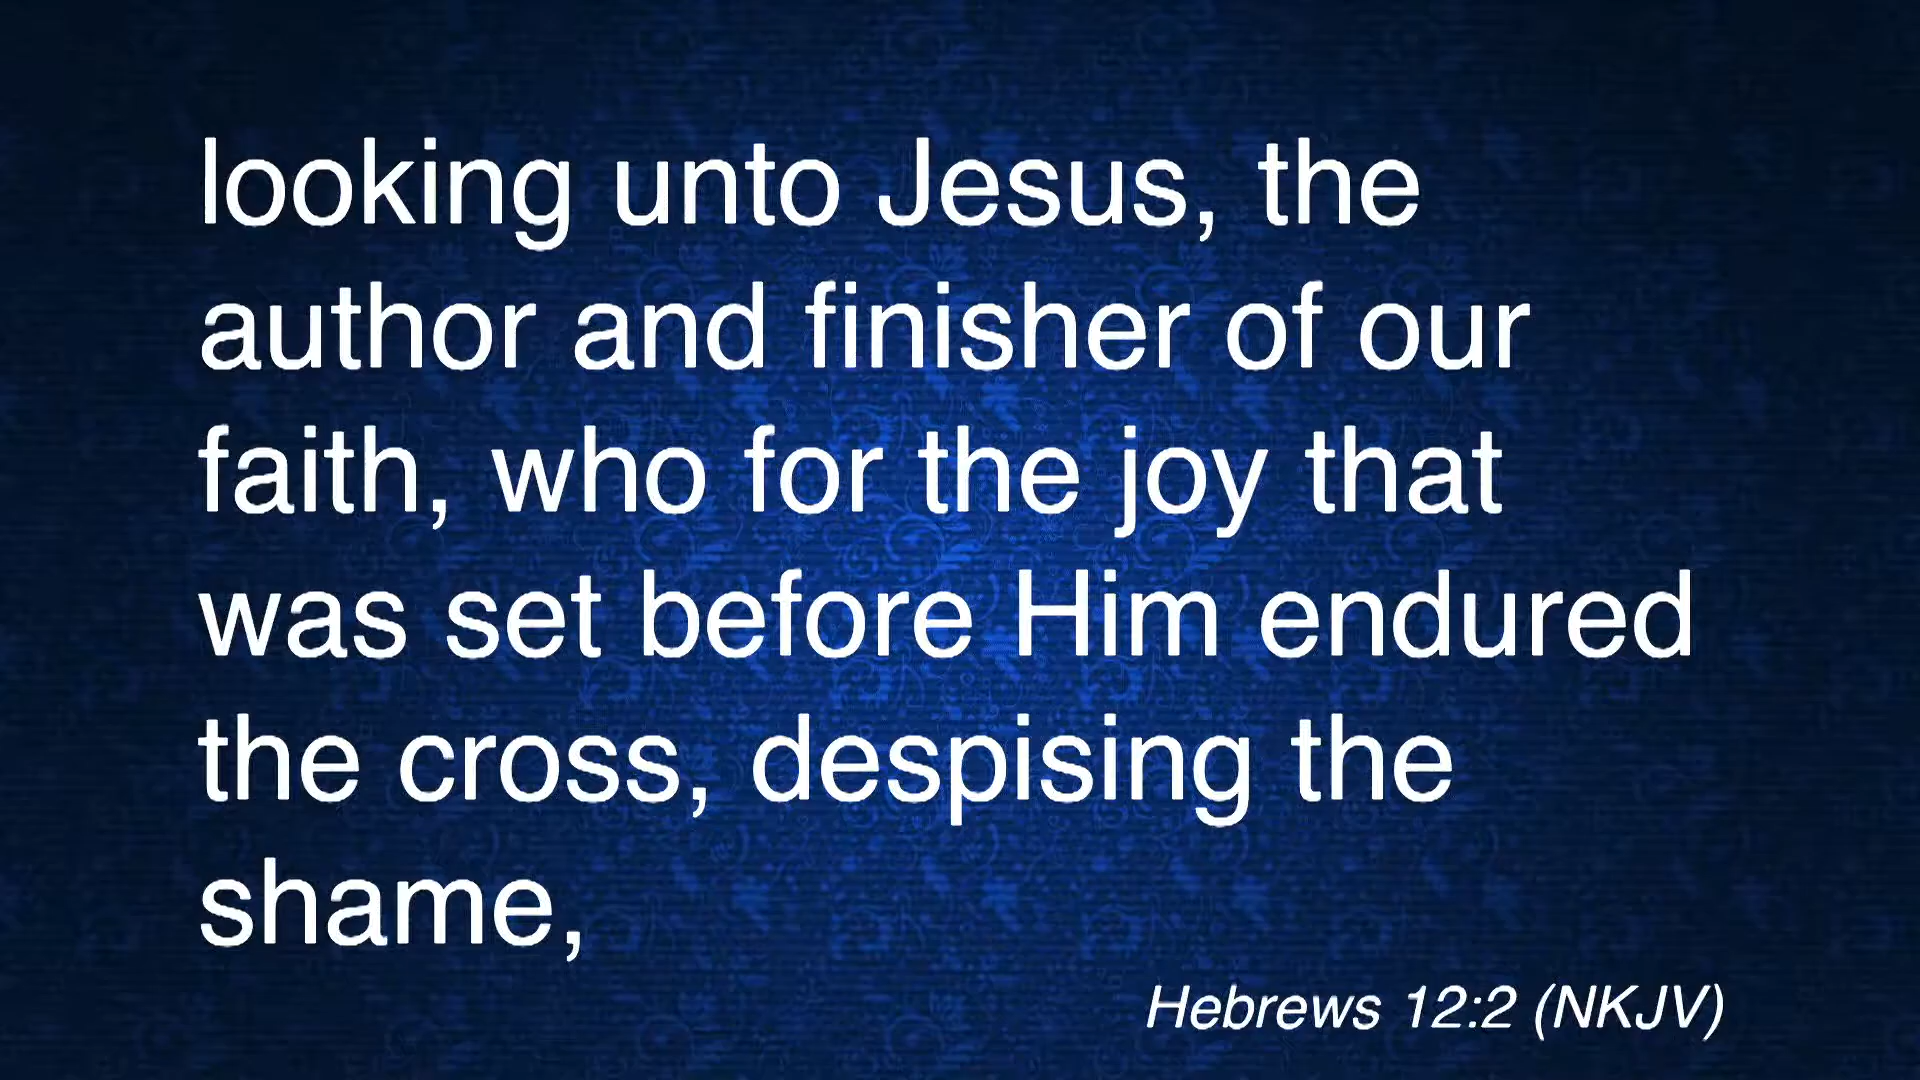 looking unto Jesus, the
author and finisher of our
faith, who for the joy that
was set before Him endured
the cross, despising the
shame,
Hebrews 12:2 (NKJV)